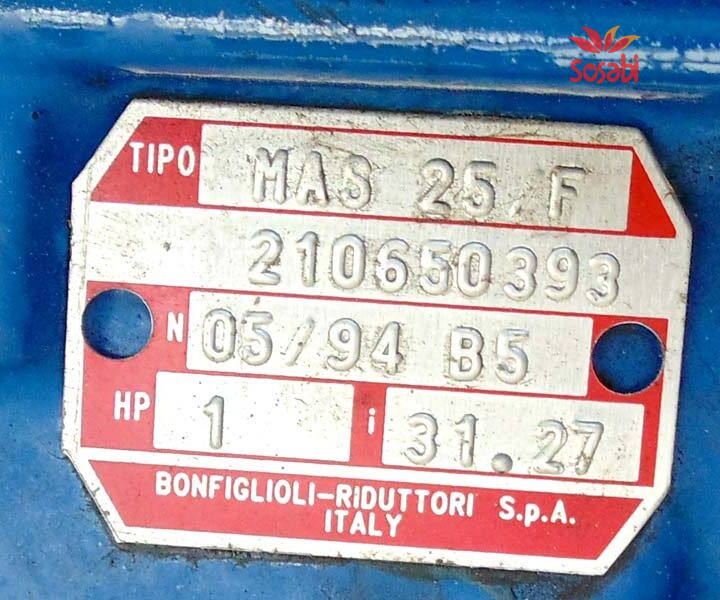 Sosabi
TIPO MAS 25.F
210650393
N 05/94 B5
HP 1 i 31.27
BONFIGLIOLI-RiDUTTORI S.p.A.
ITALY